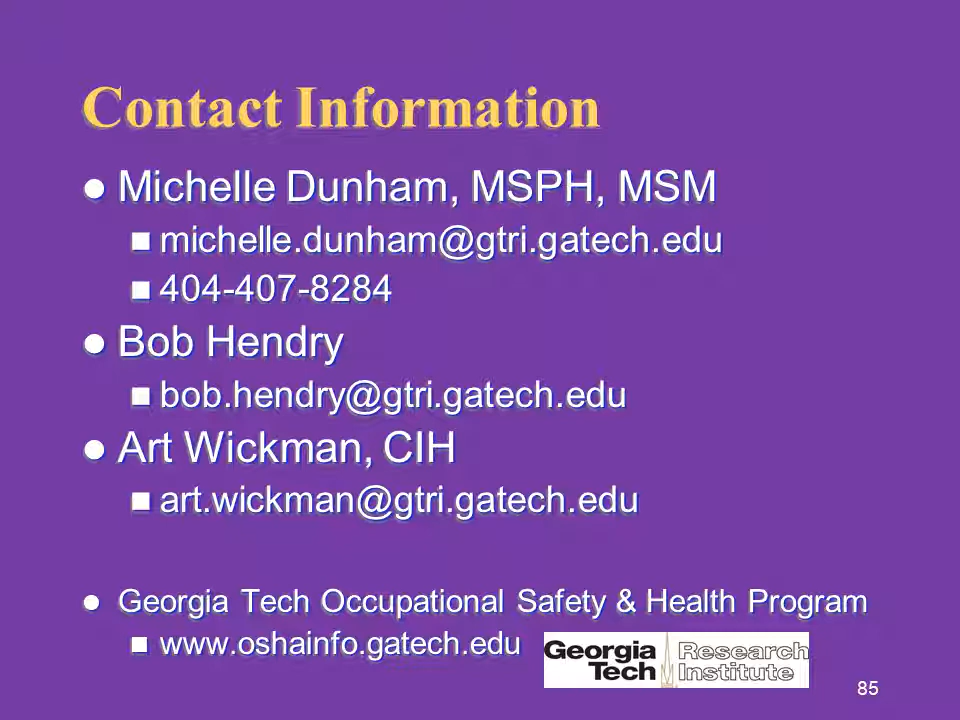 Contact Information
Michelle Dunham, MSPH, MSM
michelle.dunham@gtri.gatech.edu
404-407-8284
Bob Hendry
bob.hendry@gtri.gatech.edu
Art Wickman, CIH
art.wickman@gtri.gatech.edu
Georgia Tech Occupational Safety & Health Program
www.oshainfo.gatech.edu
Georgia Research
Tech Institute
85